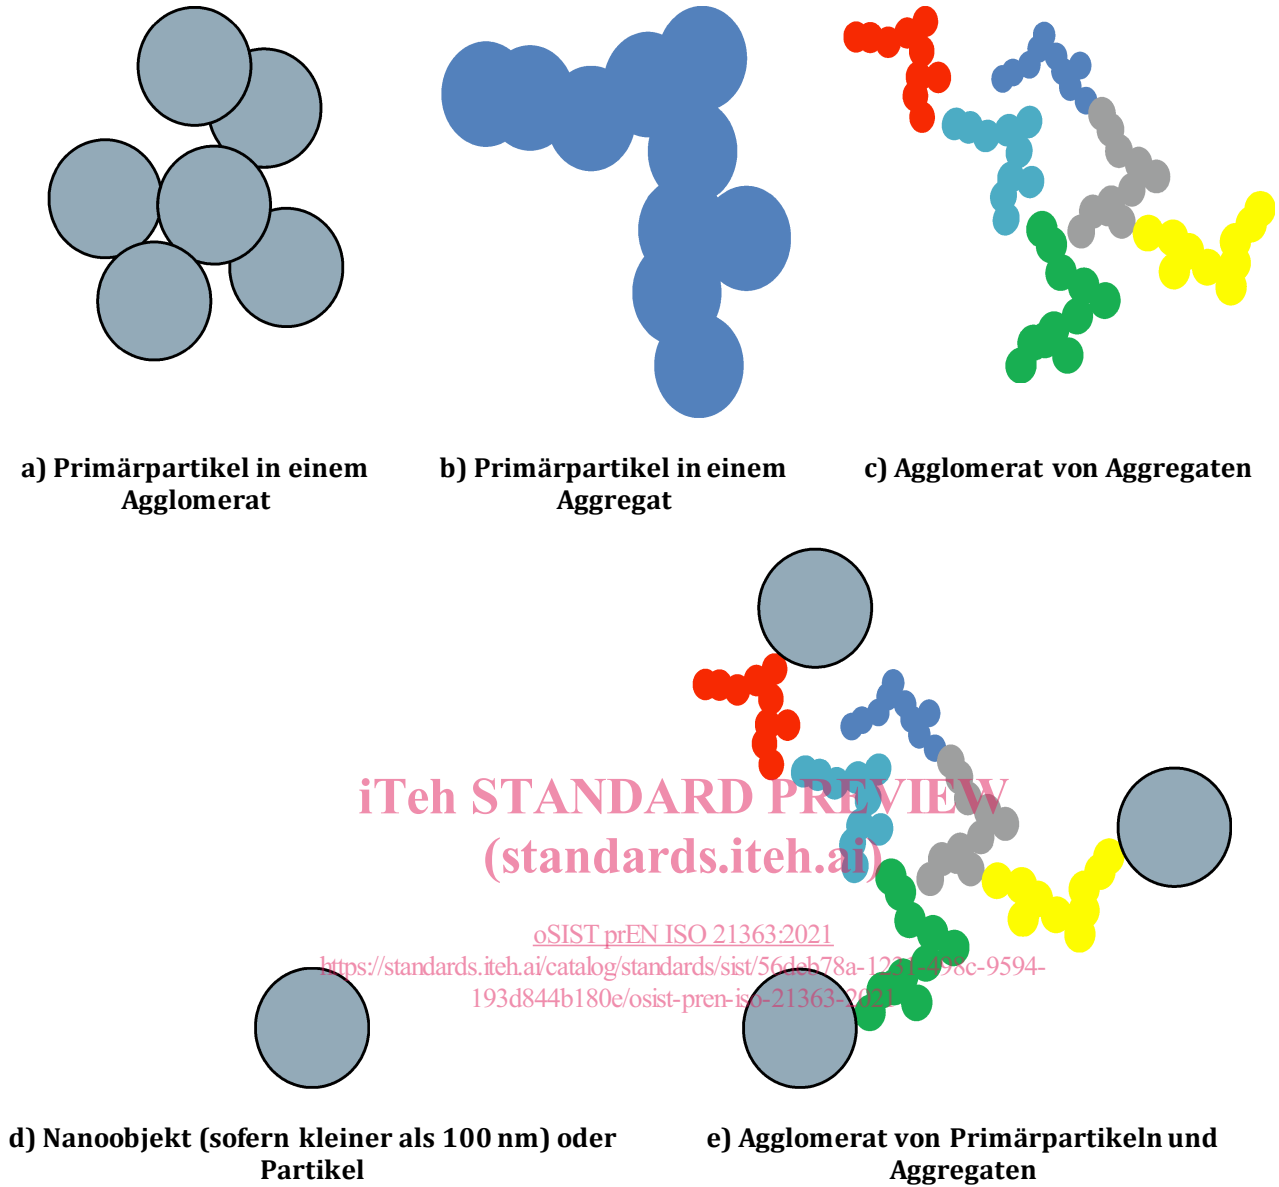 a) Primärpartikel in einem
Agglomerat
b) Primärpartikel in einem
Aggregat
c) Agglomerat von Aggregaten
iTeh STANDARD PREVIEW
(standards.iteh.ai)
oSIST prEN ISO 21363:2021
https://standards.iteh.ai/catalog/standards/sist/56deb78a-1231-498c-9594-
193d844b180e/osist-pren-iso-21363-2021
d) Nanoobjekt (sofern kleiner als 100 nm) oder
Partikel
e) Agglomerat von Primärpartikeln und
Aggregaten